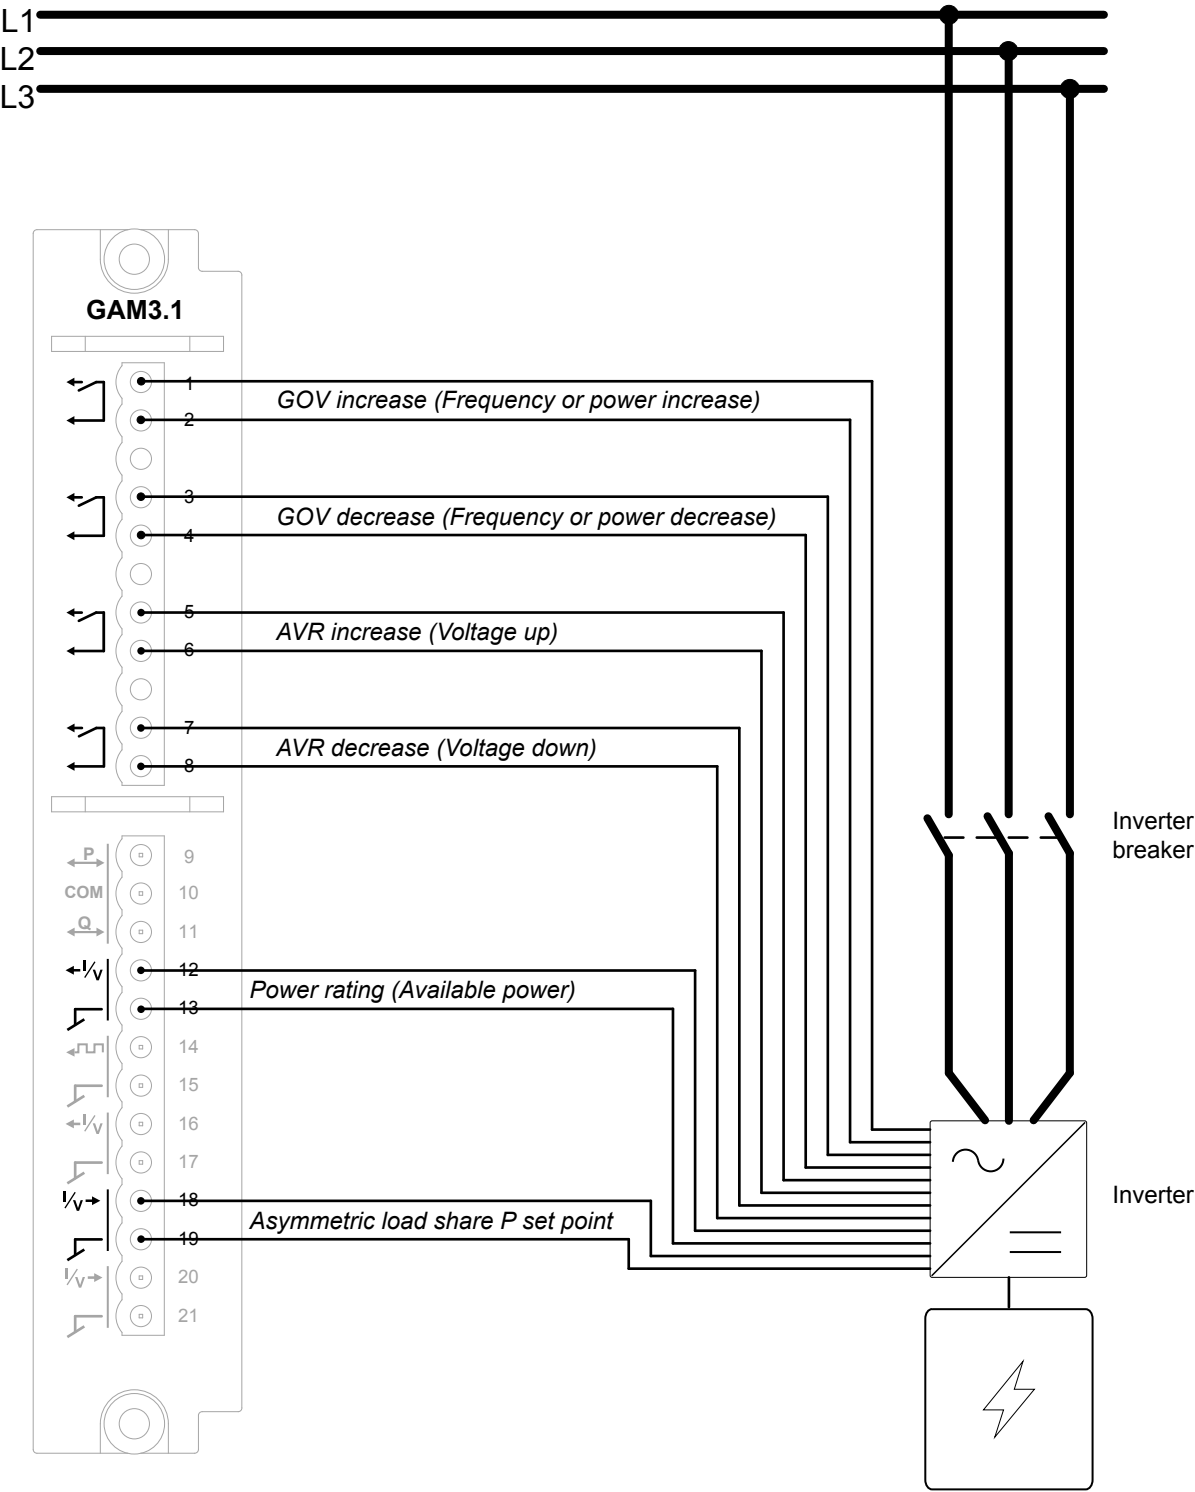 L1
L2
L3
GAM3.1
1
GOV increase (Frequency or power increase)
2
3
GOV decrease (Frequency or power decrease)
4
5
AVR increase (Voltage up)
6
7
AVR decrease (Voltage down)
8
Inverter
breaker
P 9
COM 10
Q 11
I/V 12
Power rating (Available power)
13
14
15
I/V 16
17
Inverter
I/V 18
Asymmetric load share P set point
19
I/V 20
21